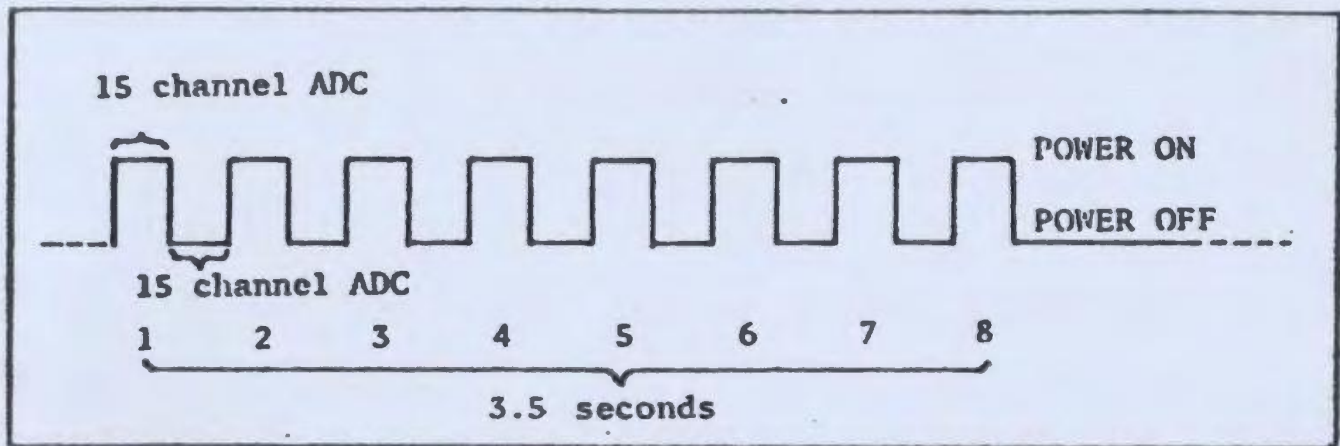 15 channel ADC
POWER ON
POWER OFF
15 channel ADC
1 2 3 4 5 6 7 8
3.5 seconds